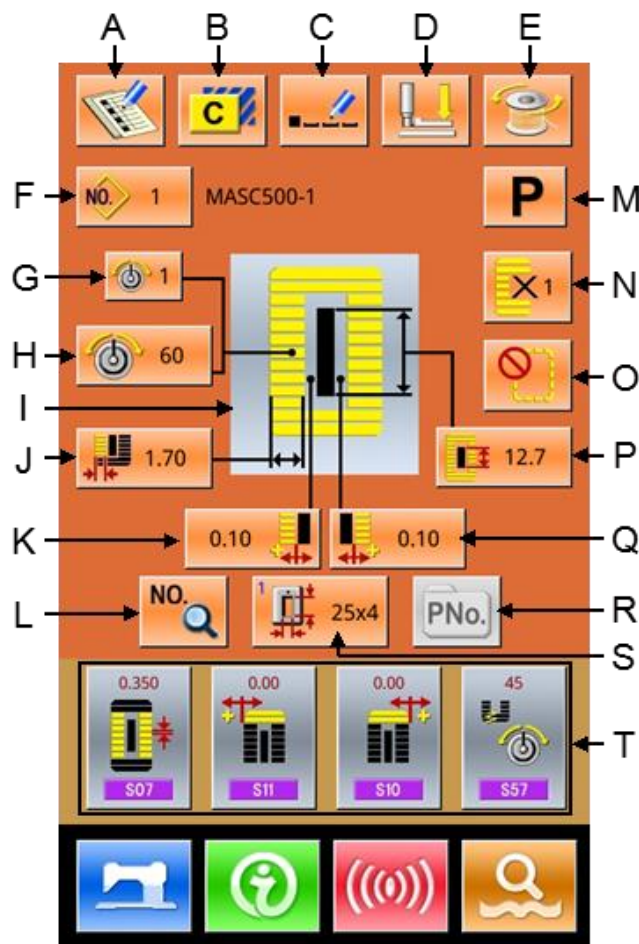 A B C D E
C
F NO. 1 MASC500-1 P M
G 1 ×1 N
H 60 O
I
J 1.70 12.7 P
K 0.10 0.10 Q
L NO. 1 25x4 PNo. R
S
0.350 0.00 0.00 45
T
S07 S11 S10 S57